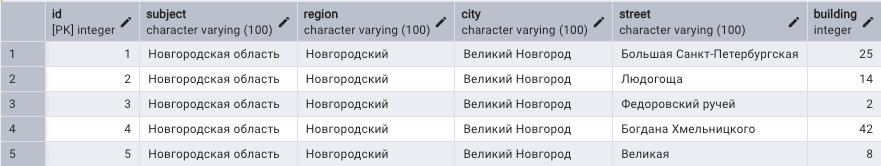 id subject region city street building
[PK] integer character varying (100) character varying (100) character varying (100) character varying (100) integer
1 1 Новгородская область Новгородский Великий Новгород Большая Санкт-Петербургская 25
2 2 Новгородская область Новгородский Великий Новгород Людогоща 14
3 3 Новгородская область Новгородский Великий Новгород Федоровский ручей 2
4 4 Новгородская область Новгородский Великий Новгород Богдана Хмельницкого 42
5 5 Новгородская область Новгородский Великий Новгород Великая 8